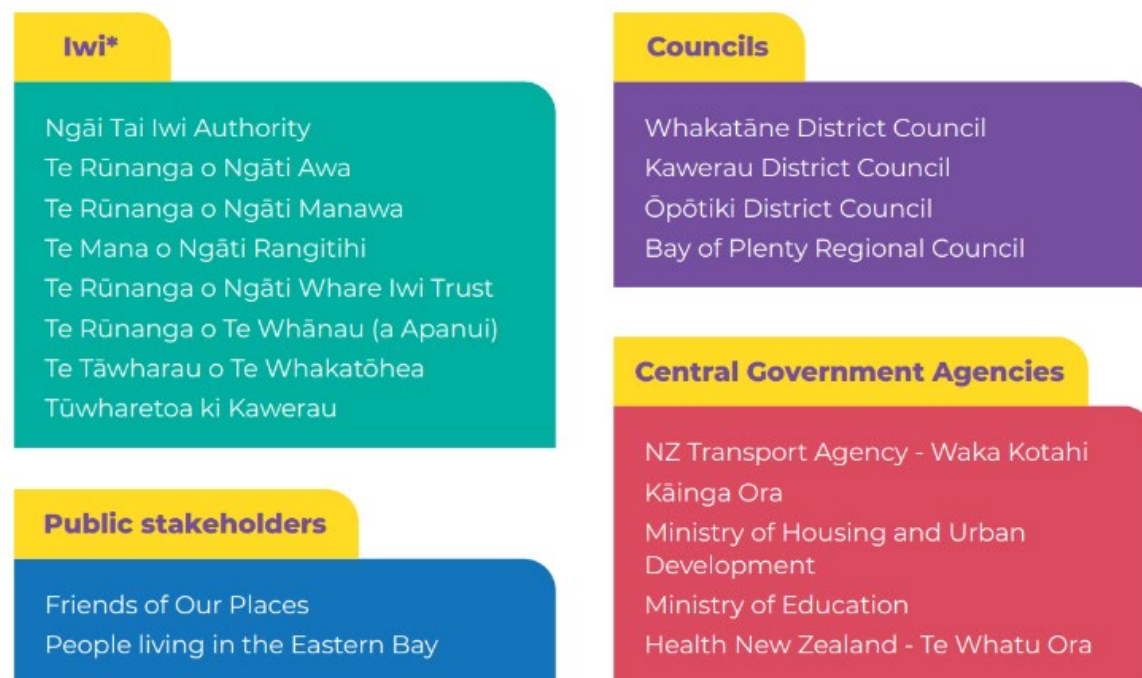 Iwi*
Ngāi Tai Iwi Authority
Te Rūnanga o Ngāti Awa
Te Rūnanga o Ngāti Manawa
Te Mana o Ngāti Rangitihi
Te Rūnanga o Ngāti Whare Iwi Trust
Te Rūnanga o Te Whānau (a Apanui)
Te Tāwharau o Te Whakatōhea
Tūwharetoa ki Kawerau
Public stakeholders
Friends of Our Places
People living in the Eastern Bay
Councils
Whakatāne District Council
Kawerau District Council
Ōpōtiki District Council
Bay of Plenty Regional Council
Central Government Agencies
NZ Transport Agency - Waka Kotahi
Kāinga Ora
Ministry of Housing and Urban
Development
Ministry of Education
Health New Zealand - Te Whatu Ora